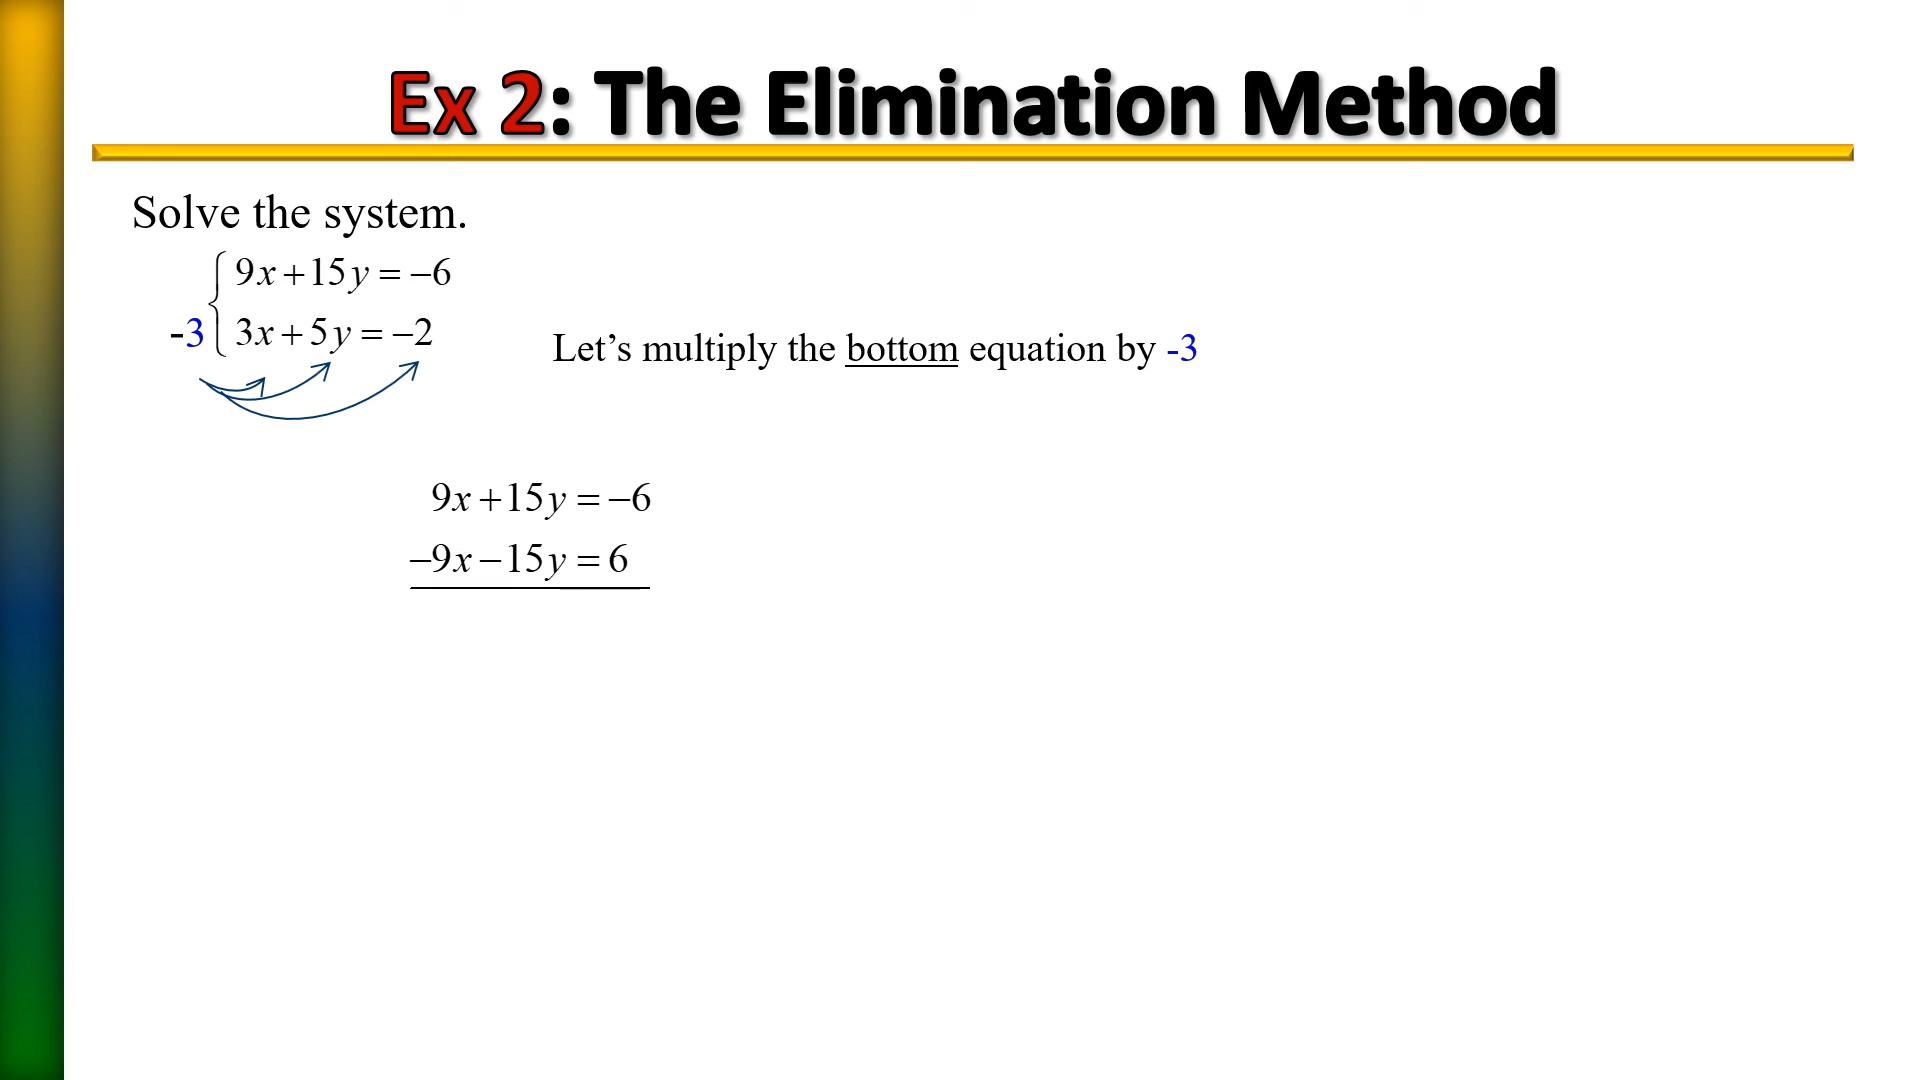 Ex 2: The Elimination Method
Solve the system.
9x+15y=−6
-3 3x+5y=−2
Let’s multiply the bottom equation by -3
9x+15y=−6
−9x−15y=6